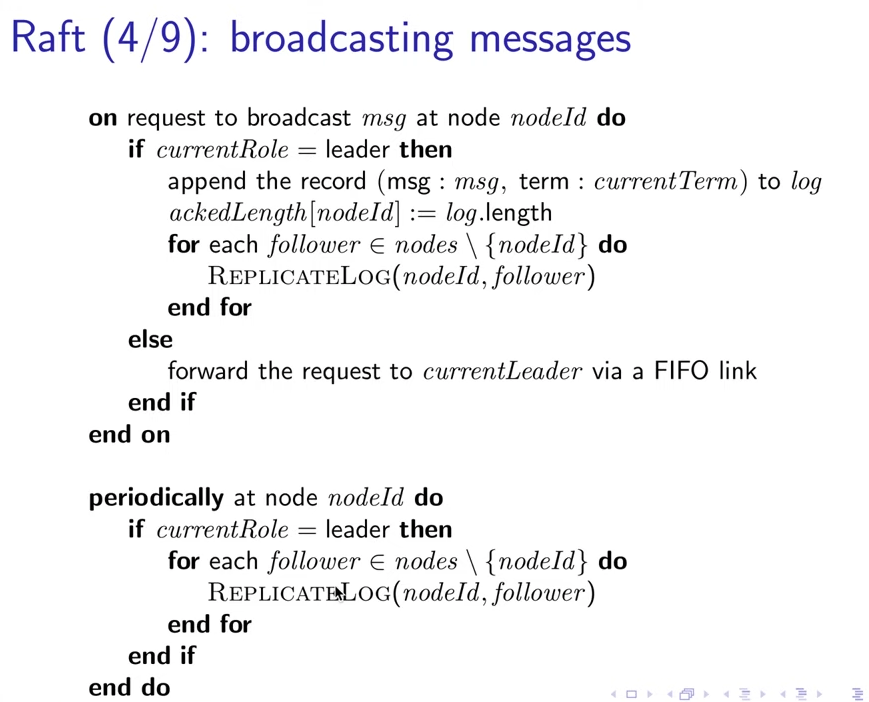 Raft (4/9): broadcasting messages
on request to broadcast msg at node nodeId do
if currentRole = leader then
append the record (msg : msg, term : currentTerm) to log
ackedLength[nodeId] := log.length
for each follower ∈ nodes \ {nodeId} do
REPLICATELOG(nodeId, follower)
end for
else
forward the request to currentLeader via a FIFO link
end if
end on
periodically at node nodeId do
if currentRole = leader then
for each follower ∈ nodes \ {nodeId} do
REPLICATELOG(nodeId, follower)
end for
end if
end do